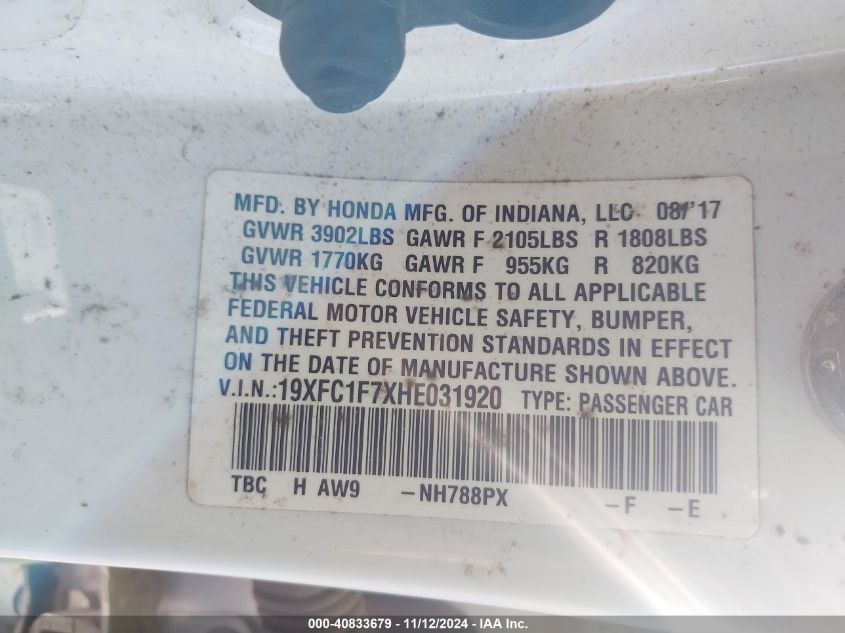 MFD. BY HONDA MFG. OF INDIANA, LLC 08/'17
GVWR 3902LBS GAWR F 2105LBS R 1808LBS
GVWR 1770KG GAWR F 955KG R 820KG
THIS VEHICLE CONFORMS TO ALL APPLICABLE
FEDERAL MOTOR VEHICLE SAFETY, BUMPER,
AND THEFT PREVENTION STANDARDS IN EFFECT
ON THE DATE OF MANUFACTURE SHOWN ABOVE.
V.I.N.:19XFC1F7XHE031920 TYPE: PASSENGER CAR
TBC H AW9 -NH788PX -F -E
000-40833679 - 11/12/2024 - IAA Inc.